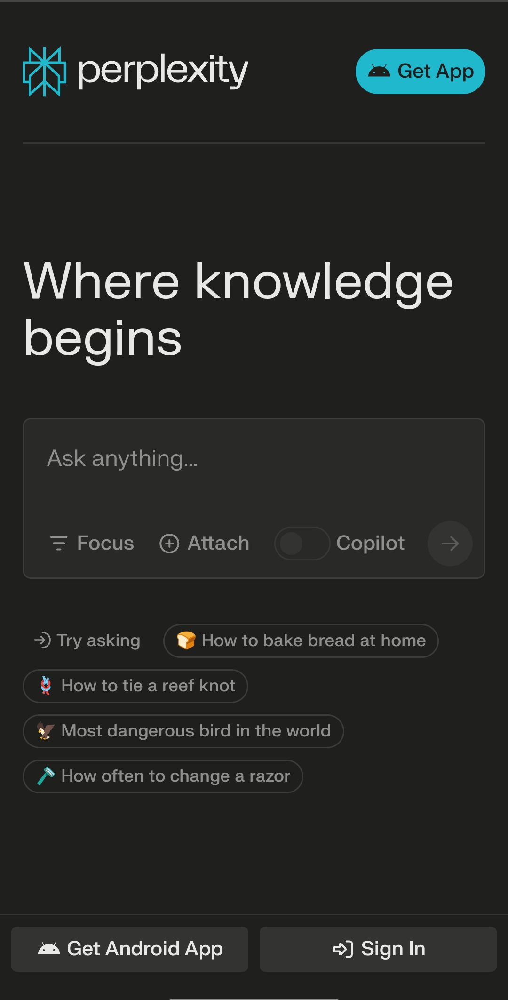 perplexity
Get App
Where knowledge
begins
Ask anything...
Focus
Attach
Copilot
Try asking
How to bake bread at home
How to tie a reef knot
Most dangerous bird in the world
How often to change a razor
Get Android App
Sign In